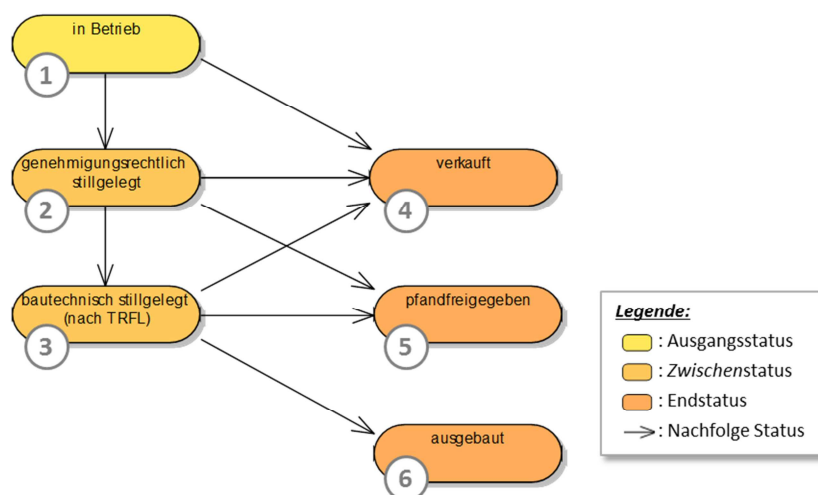 in Betrieb
1
genehmigungsrechtlich
stillgelegt
2
verkauft
4
bautechnisch stillgelegt
(nach TRFL)
3
pfandfreigegeben
5
ausgebaut
6
Legende:
: Ausgangsstatus
: Zwischenstatus
: Endstatus
: Nachfolge Status